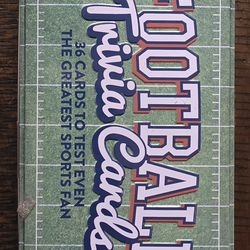 FOOTBALL
Trivia Cards
36 CARDS TO TEST EVEN
THE GREATEST SPORTS FAN